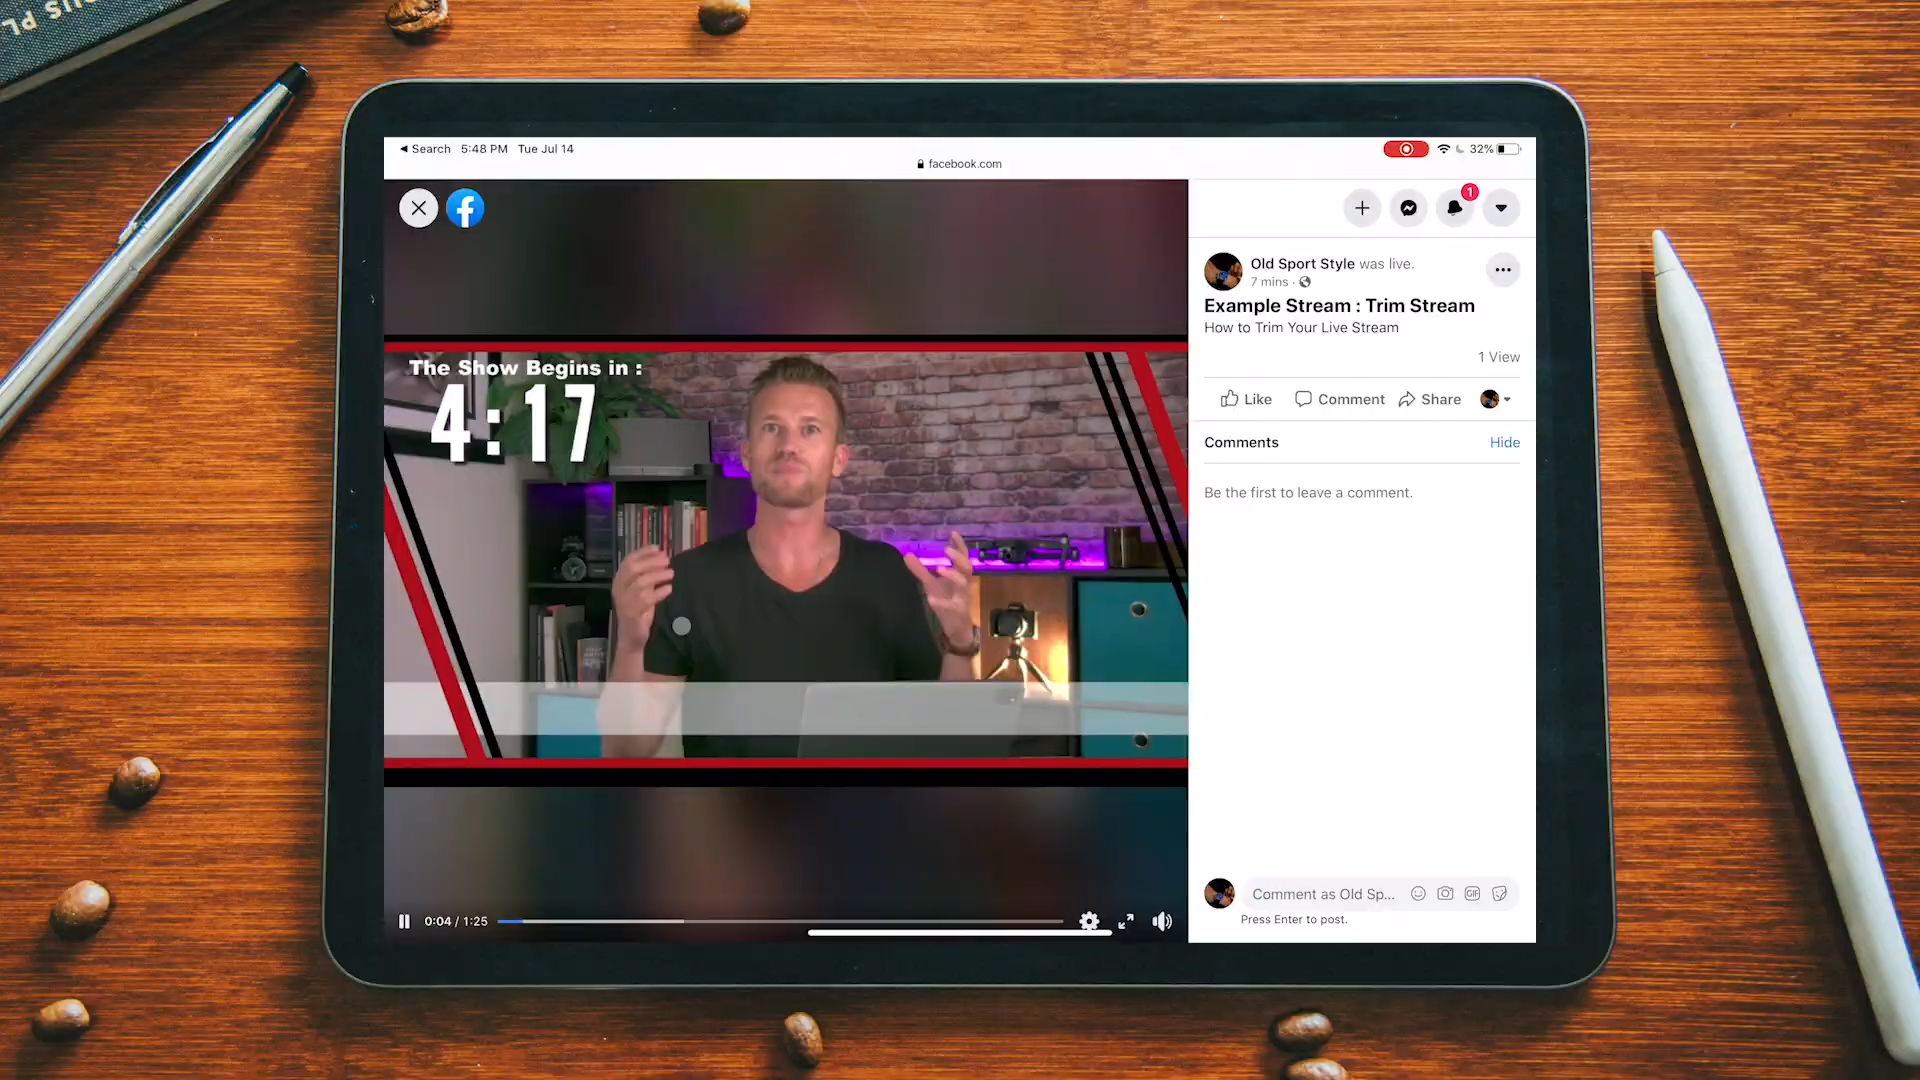 OUS PL
◀ Search 5:48 PM Tue Jul 14
32%
facebook.com
1
Old Sport Style was live.
7 mins ·
Example Stream : Trim Stream
How to Trim Your Live Stream
1 View
Like Comment Share
Comments Hide
Be the first to leave a comment.
The Show Begins in :
4:17
0:04 / 1:25
Comment as Old Sp...
GIF
Press Enter to post.